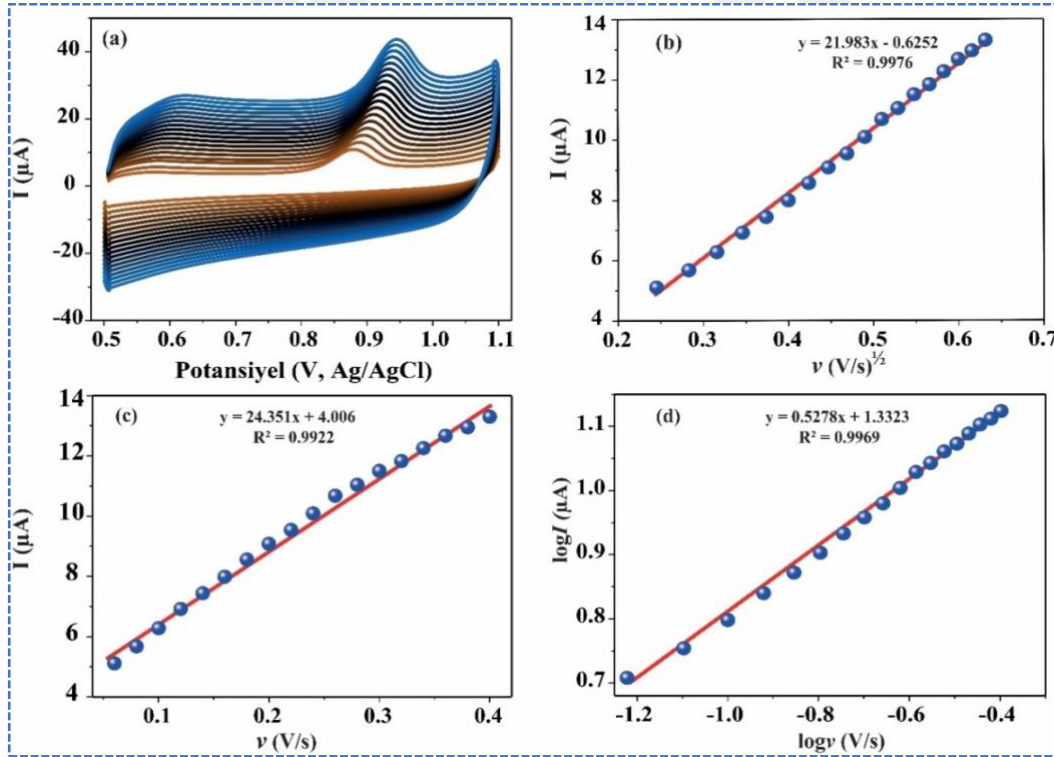 (a)
I (µA)
40
20
0
-20
-40
0.5 0.6 0.7 0.8 0.9 1.0 1.1
Potansiyel (V, Ag/AgCl)
(b)
y = 21.983x - 0.6252
R² = 0.9976
I (µA)
14
12
10
8
6
4
0.2 0.3 0.4 0.5 0.6 0.7
v (V/s)½
(c)
y = 24.351x + 4.006
R² = 0.9922
I (µA)
14
12
10
8
6
4
0.1 0.2 0.3 0.4
v (V/s)
(d)
y = 0.5278x + 1.3323
R² = 0.9969
logI (µA)
1.1
1.0
0.9
0.8
0.7
-1.2 -1.0 -0.8 -0.6 -0.4
logv (V/s)